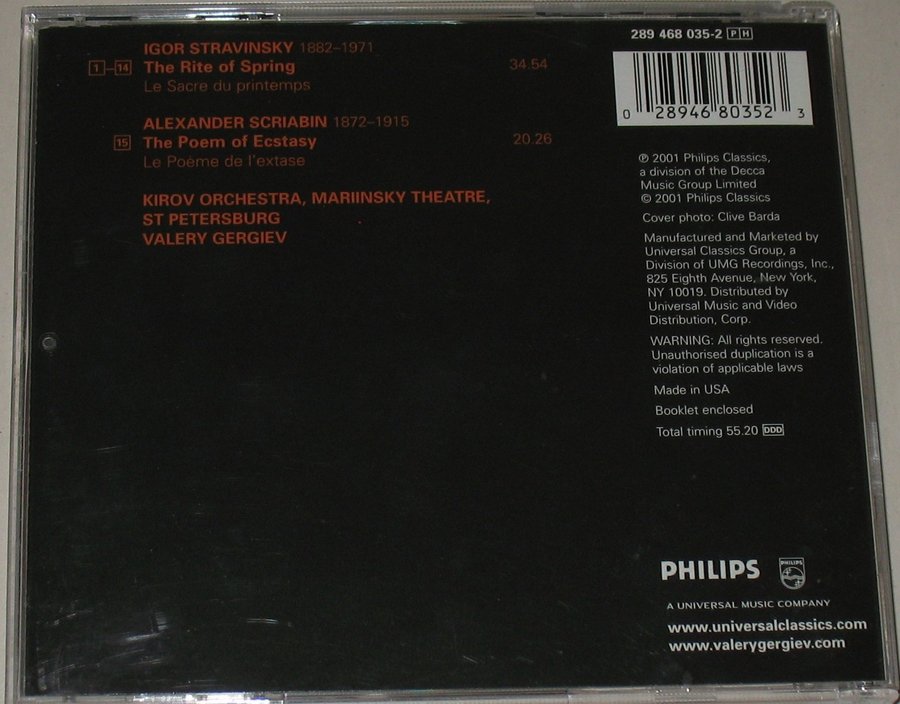 IGOR STRAVINSKY 1882–1971
1–14 The Rite of Spring 34.54
Le Sacre du printemps
ALEXANDER SCRIABIN 1872–1915
15 The Poem of Ecstasy 20.26
Le Poème de l'extase
KIROV ORCHESTRA, MARIINSKY THEATRE,
ST PETERSBURG
VALERY GERGIEV
289 468 035-2 PH
0 28946 80352 3
℗ 2001 Philips Classics,
a division of the Decca
Music Group Limited
© 2001 Philips Classics
Cover photo: Clive Barda
Manufactured and Marketed by
Universal Classics Group, a
Division of UMG Recordings, Inc.,
825 Eighth Avenue, New York,
NY 10019. Distributed by
Universal Music and Video
Distribution, Corp.
WARNING: All rights reserved.
Unauthorised duplication is a
violation of applicable laws
Made in USA
Booklet enclosed
Total timing 55.20 DDD
PHILIPS PHILIPS
A UNIVERSAL MUSIC COMPANY
www.universalclassics.com
www.valerygergiev.com